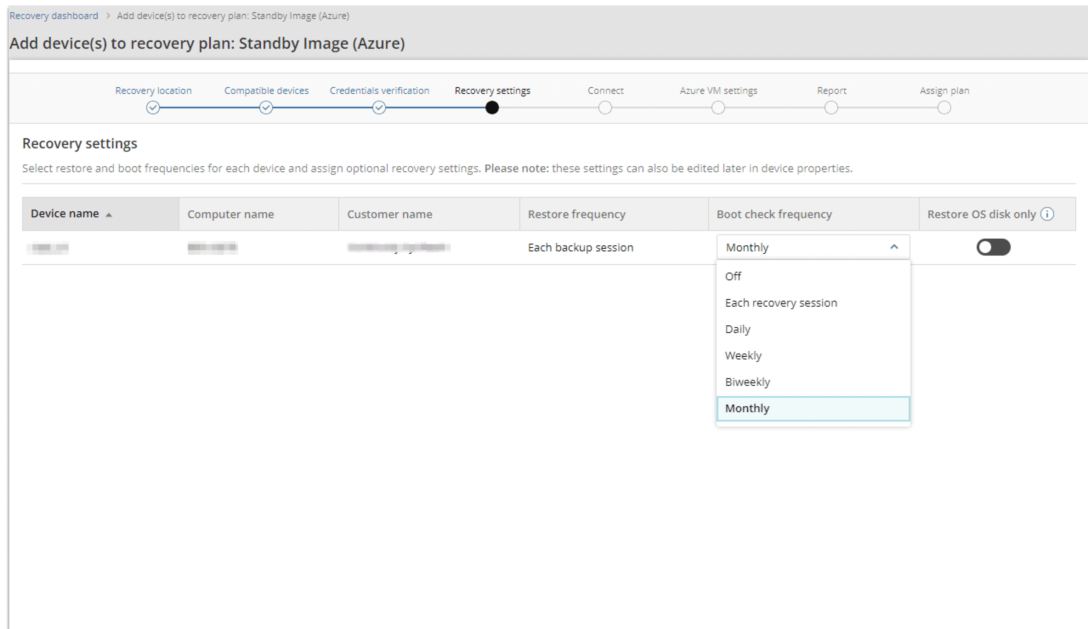 Recovery dashboard > Add device(s) to recovery plan: Standby Image (Azure)
Add device(s) to recovery plan: Standby Image (Azure)
Recovery location Compatible devices Credentials verification Recovery settings Connect Azure VM settings Report Assign plan
Recovery settings
Select restore and boot frequencies for each device and assign optional recovery settings. Please note: these settings can also be edited later in device properties.
Device name Computer name Customer name Restore frequency Boot check frequency Restore OS disk only
Each backup session Monthly
Off
Each recovery session
Daily
Weekly
Biweekly
Monthly